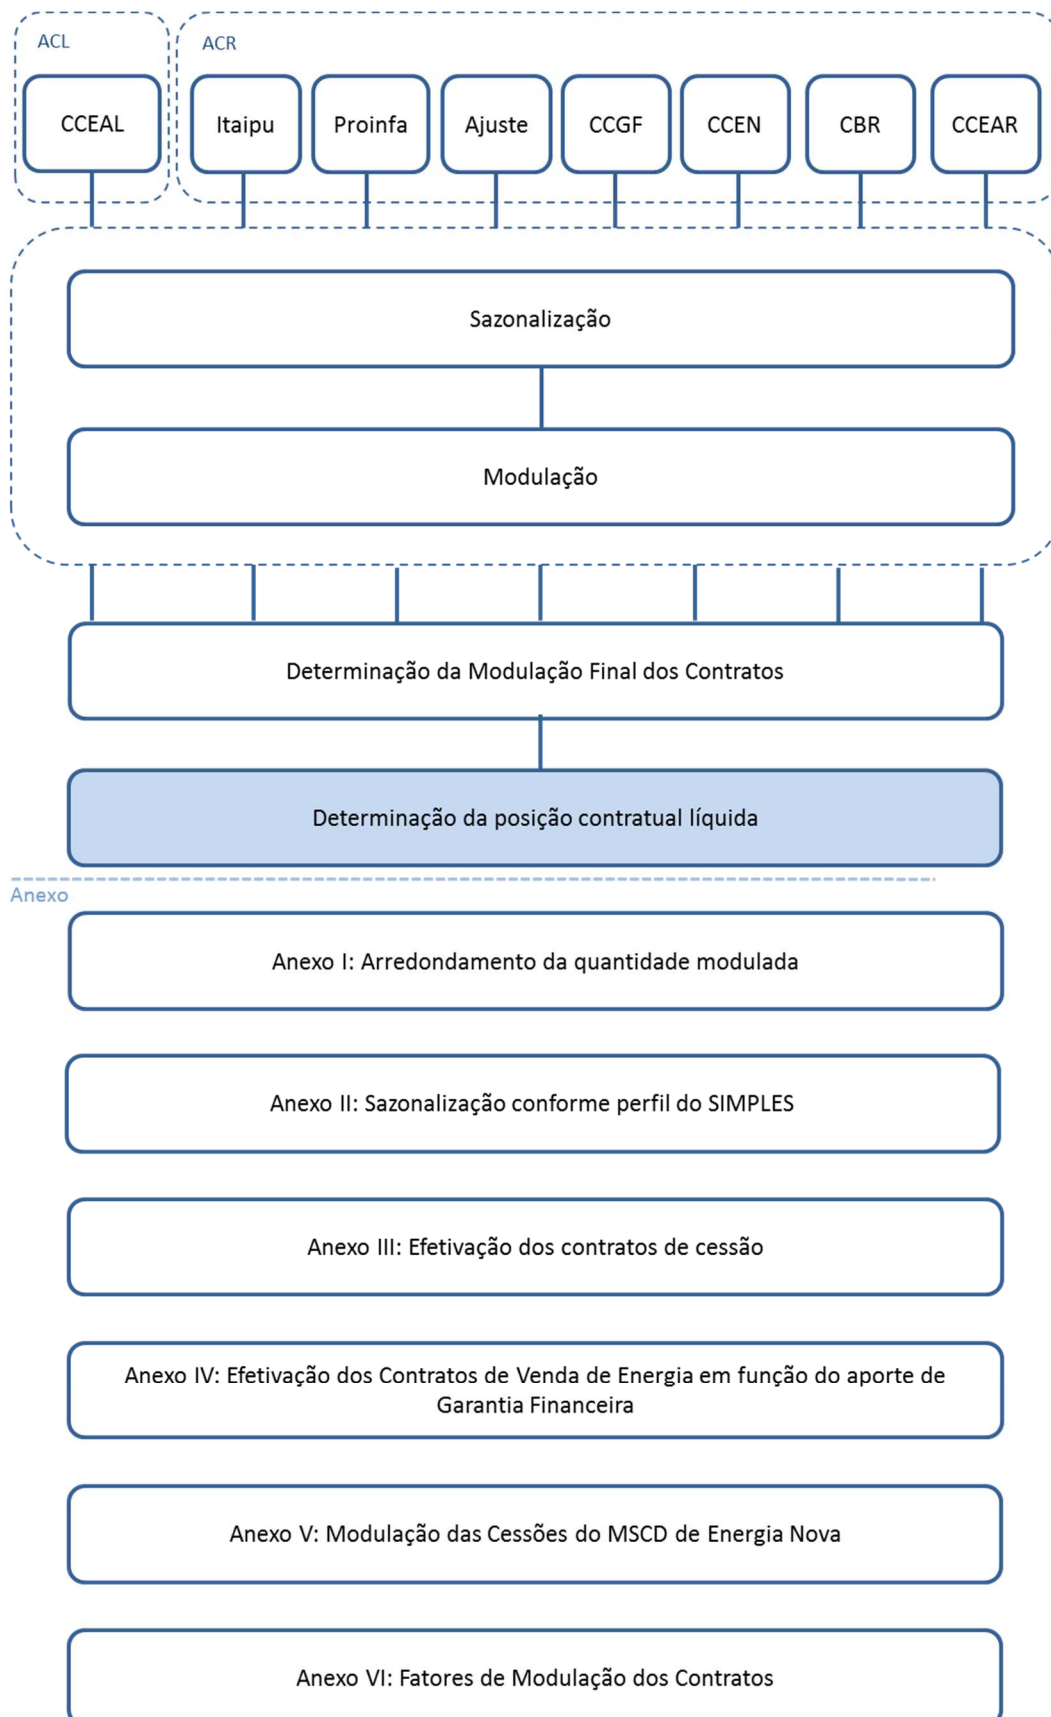 ACL
ACR
CCEAL
Itaipu
Proinfa
Ajuste
CCGF
CCEN
CBR
CCEAR
Sazonalização
Modulação
Determinação da Modulação Final dos Contratos
Determinação da posição contratual líquida
Anexo
Anexo I: Arredondamento da quantidade modulada
Anexo II: Sazonalização conforme perfil do SIMPLES
Anexo III: Efetivação dos contratos de cessão
Anexo IV: Efetivação dos Contratos de Venda de Energia em função do aporte de
Garantia Financeira
Anexo V: Modulação das Cessões do MSCD de Energia Nova
Anexo VI: Fatores de Modulação dos Contratos